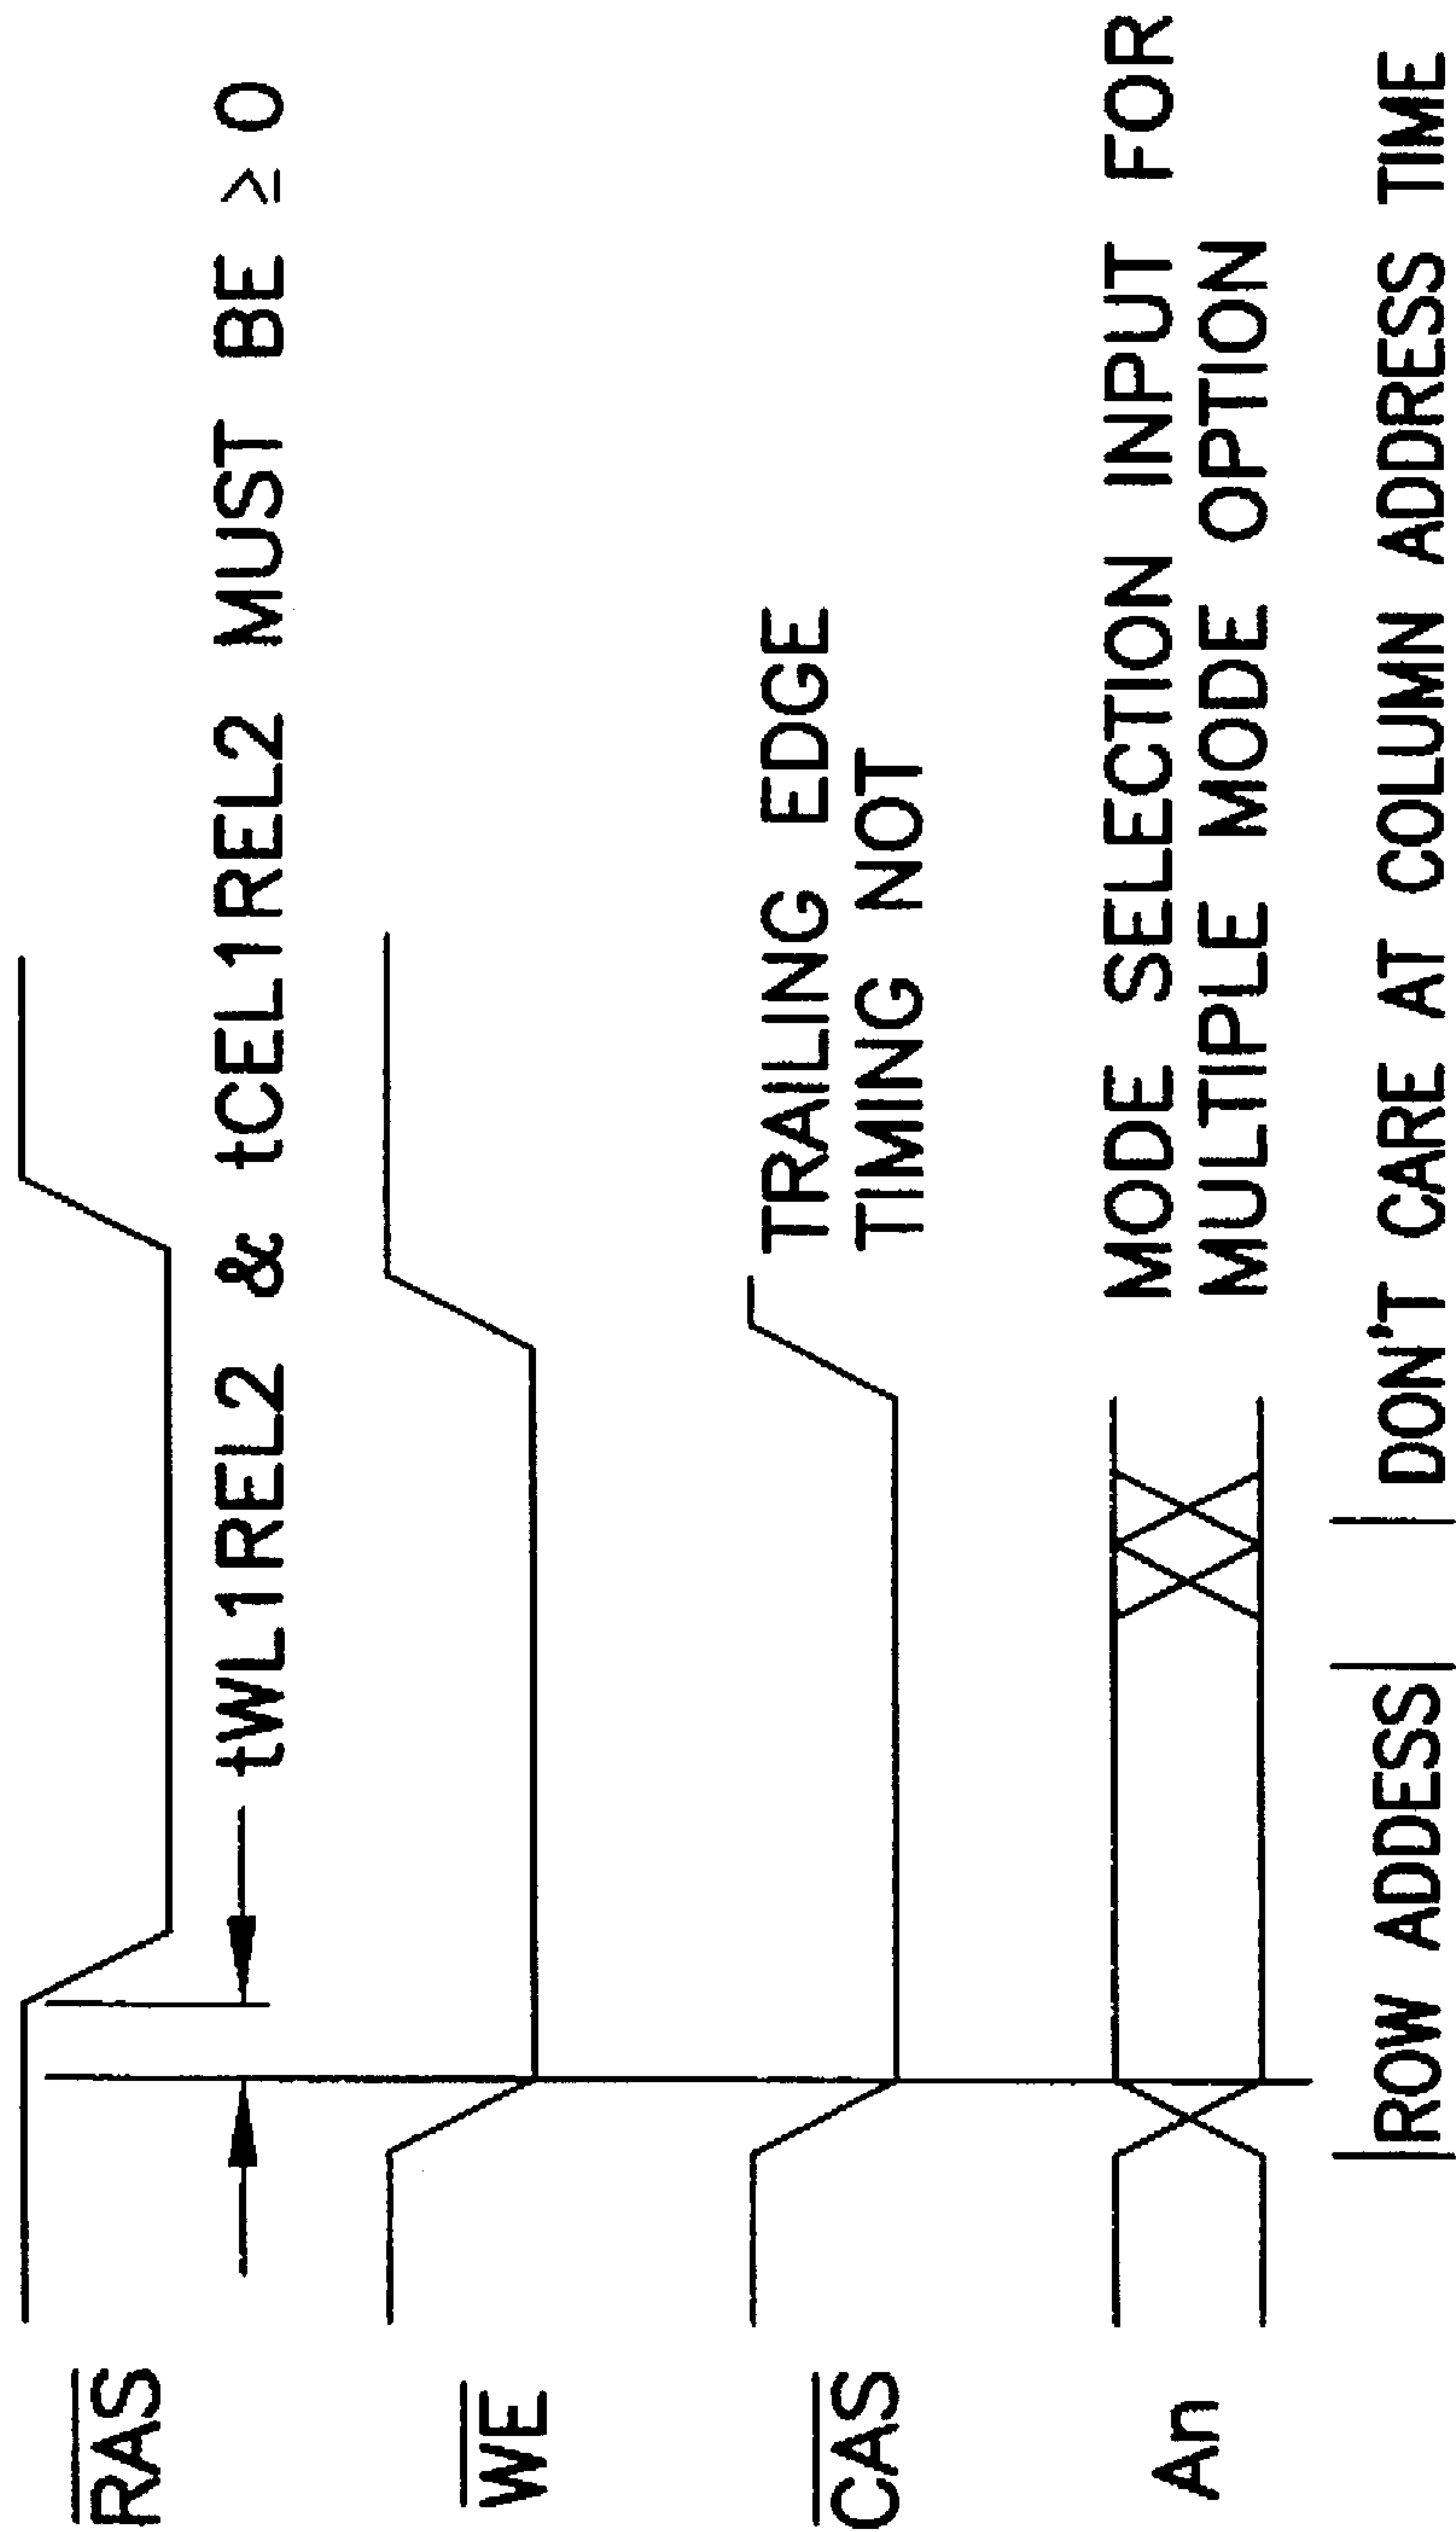 RAS
tWL1REL2 & tCEL1REL2 MUST BE ≥ 0
WE
CAS
TRAILING EDGE
TIMING NOT
An
MODE SELECTION INPUT FOR
MULTIPLE MODE OPTION
ROW ADDESS
DON'T CARE AT COLUMN ADDRESS TIME